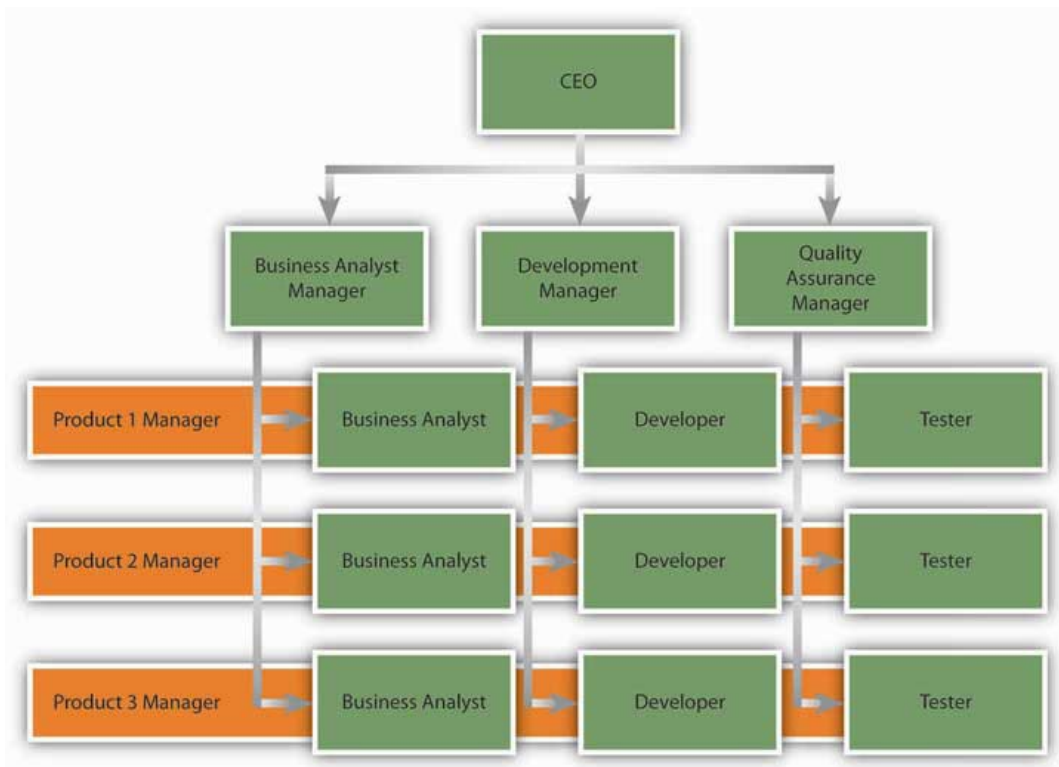 CEO
Business Analyst
Manager
Development
Manager
Quality
Assurance
Manager
Product 1 Manager
Business Analyst
Developer
Tester
Product 2 Manager
Business Analyst
Developer
Tester
Product 3 Manager
Business Analyst
Developer
Tester